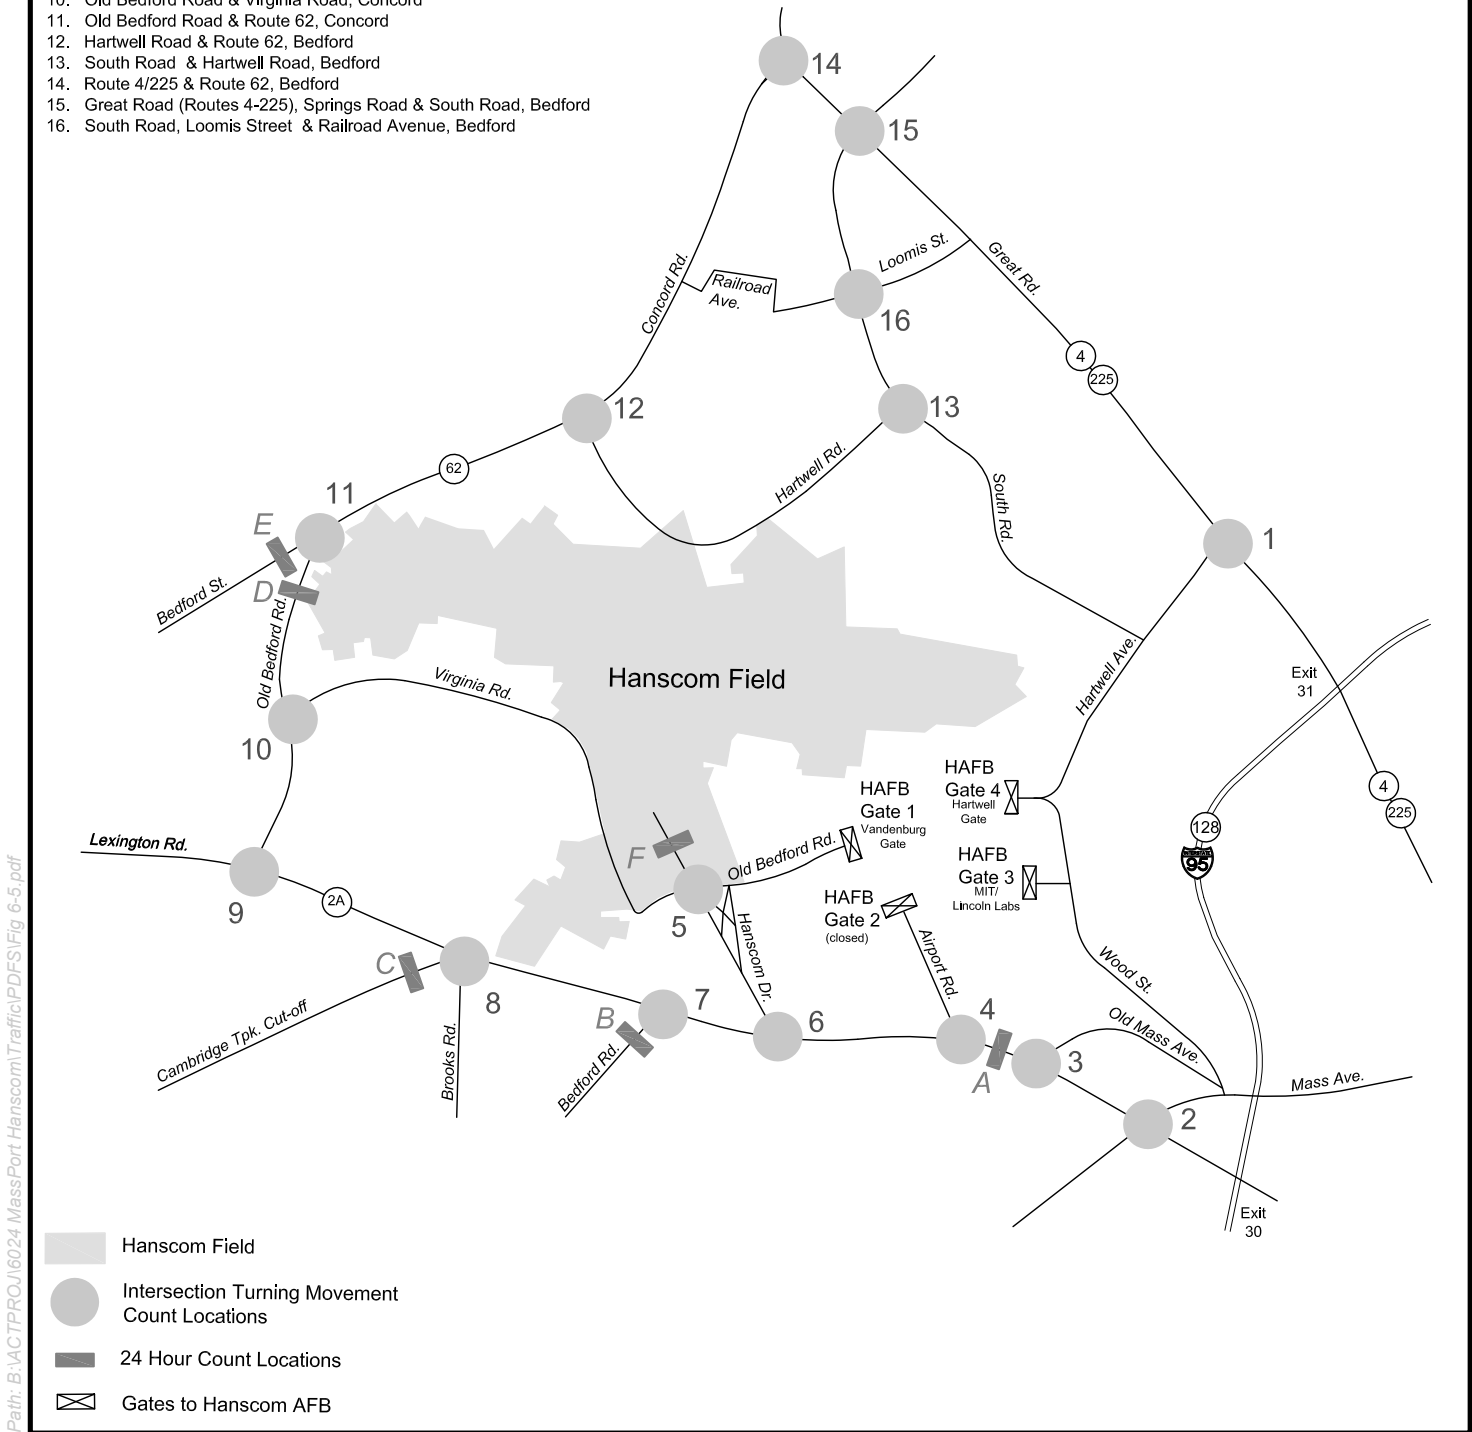 10. Old Bedford Road & Virginia Road, Concord
11. Old Bedford Road & Route 62, Concord
12. Hartwell Road & Route 62, Bedford
13. South Road & Hartwell Road, Bedford
14. Route 4/225 & Route 62, Bedford
15. Great Road (Routes 4-225), Springs Road & South Road, Bedford
16. South Road, Loomis Street & Railroad Avenue, Bedford
14
15
Loomis St.
Great Rd.
Concord Rd.
Railroad
Ave.
16
4
225
12
13
Hartwell Rd.
62
South Rd.
11
E
1
D
Bedford St.
Old Bedford Rd.
Hanscom Field
Virginia Rd.
Hartwell Ave.
Exit
31
10
HAFB
Gate 4
Hartwell
Gate
HAFB
Gate 1
Vandenburg
Gate
4
225
128
INTERSTATE
95
Lexington Rd.
F
Old Bedford Rd.
HAFB
Gate 3
MIT/
Lincoln Labs
9
2A
5
HAFB
Gate 2
(closed)
Hanscom Dr.
Airport Rd.
Wood St.
C
8
7
6
4
B
A
3
Old Mass Ave.
Cambridge Tpk. Cut-off
Brooks Rd.
Bedford Rd.
Mass Ave.
2
Exit
30
Hanscom Field
Intersection Turning Movement
Count Locations
24 Hour Count Locations
Gates to Hanscom AFB
Path: B:\ACTPROJ\6024 MassPort Hanscom\Traffic\PDFS\Fig 6-5.pdf